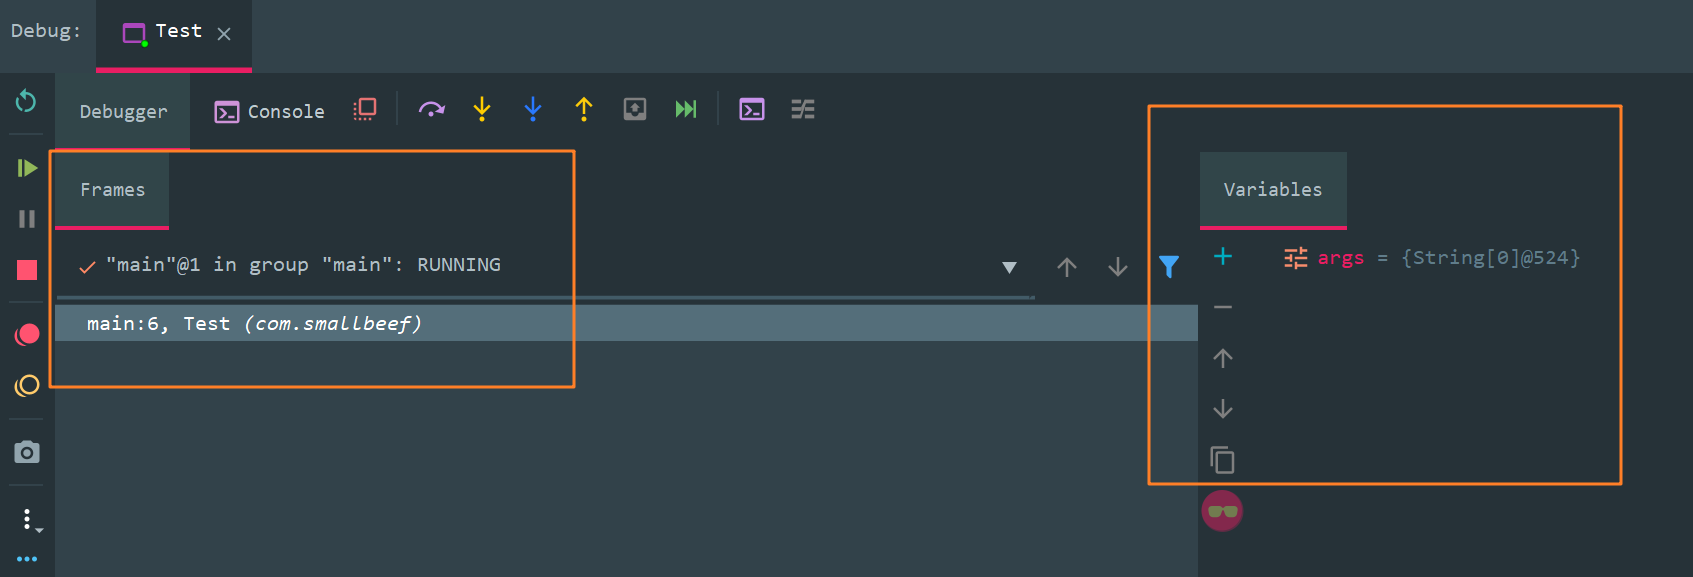 Debug: Test
Debugger Console
Frames
Variables
"main"@1 in group "main": RUNNING
args = {String[0]@524}
main:6, Test (com.smallbeef)